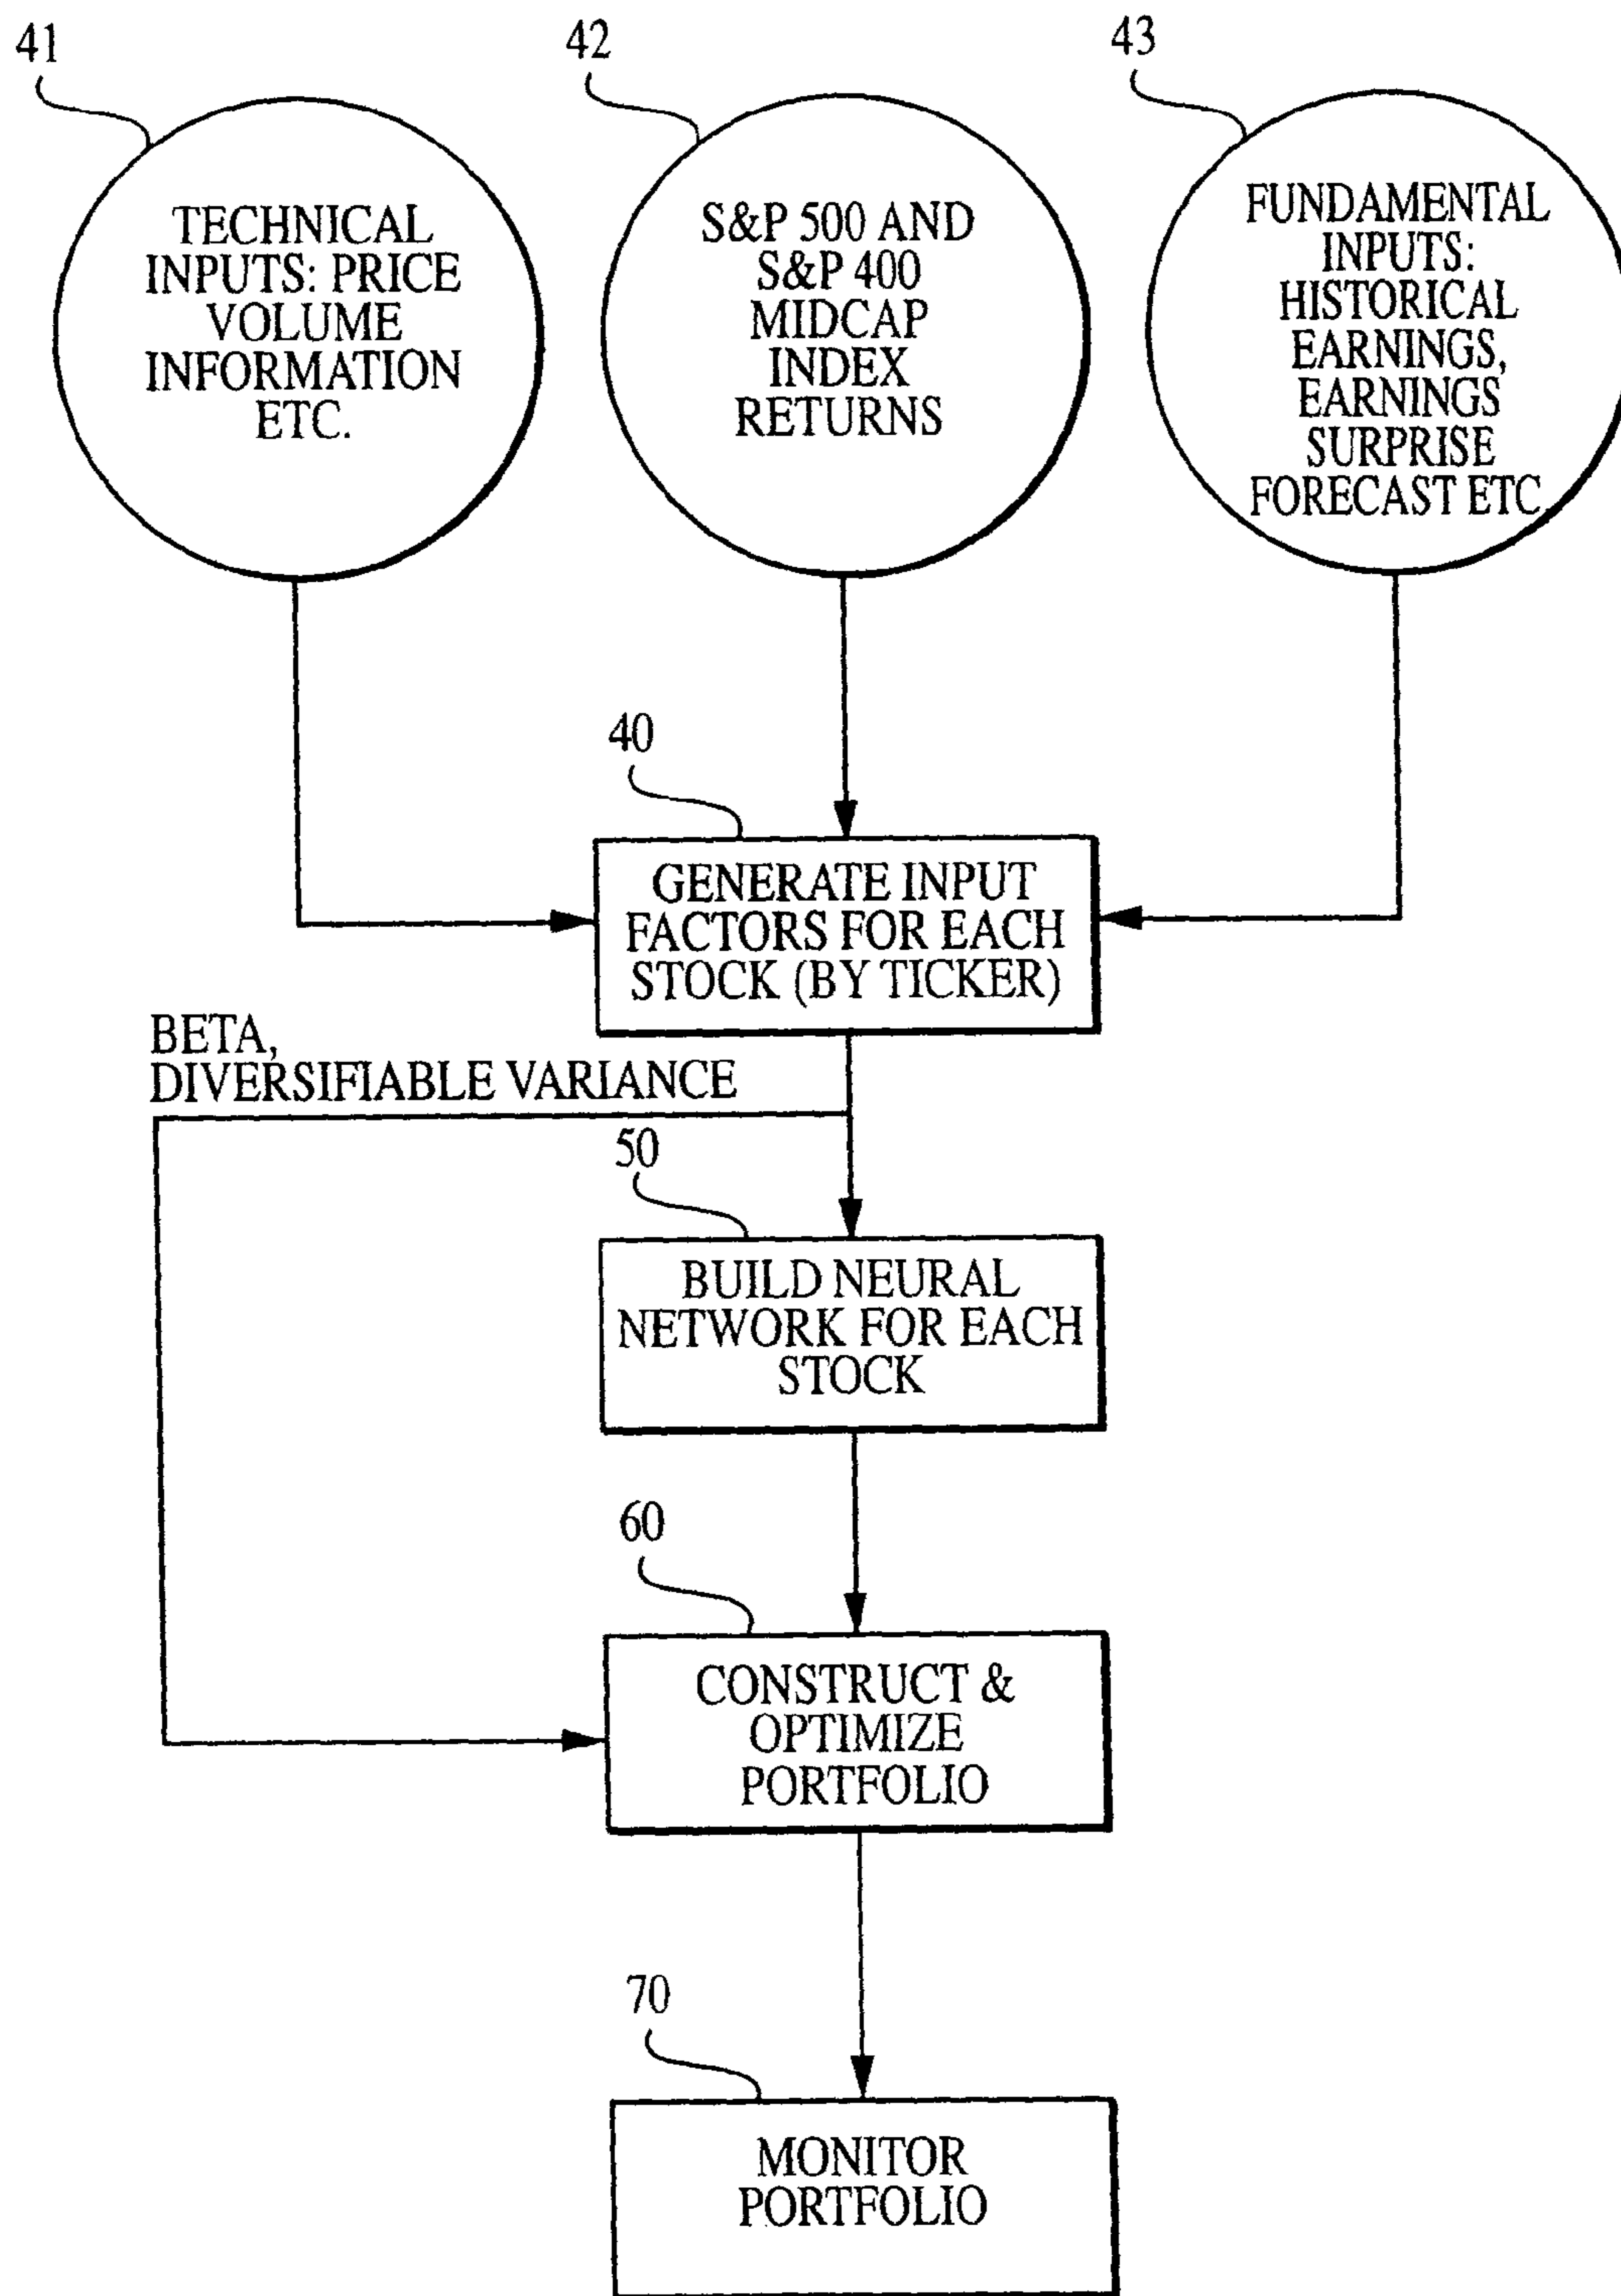 41
42
43
TECHNICAL
INPUTS: PRICE
VOLUME
INFORMATION
ETC.
S&P 500 AND
S&P 400
MIDCAP
INDEX
RETURNS
FUNDAMENTAL
INPUTS:
HISTORICAL
EARNINGS,
EARNINGS
SURPRISE
FORECAST ETC.
40
GENERATE INPUT
FACTORS FOR EACH
STOCK (BY TICKER)
BETA,
DIVERSIFIABLE VARIANCE
50
BUILD NEURAL
NETWORK FOR EACH
STOCK
60
CONSTRUCT &
OPTIMIZE
PORTFOLIO
70
MONITOR
PORTFOLIO